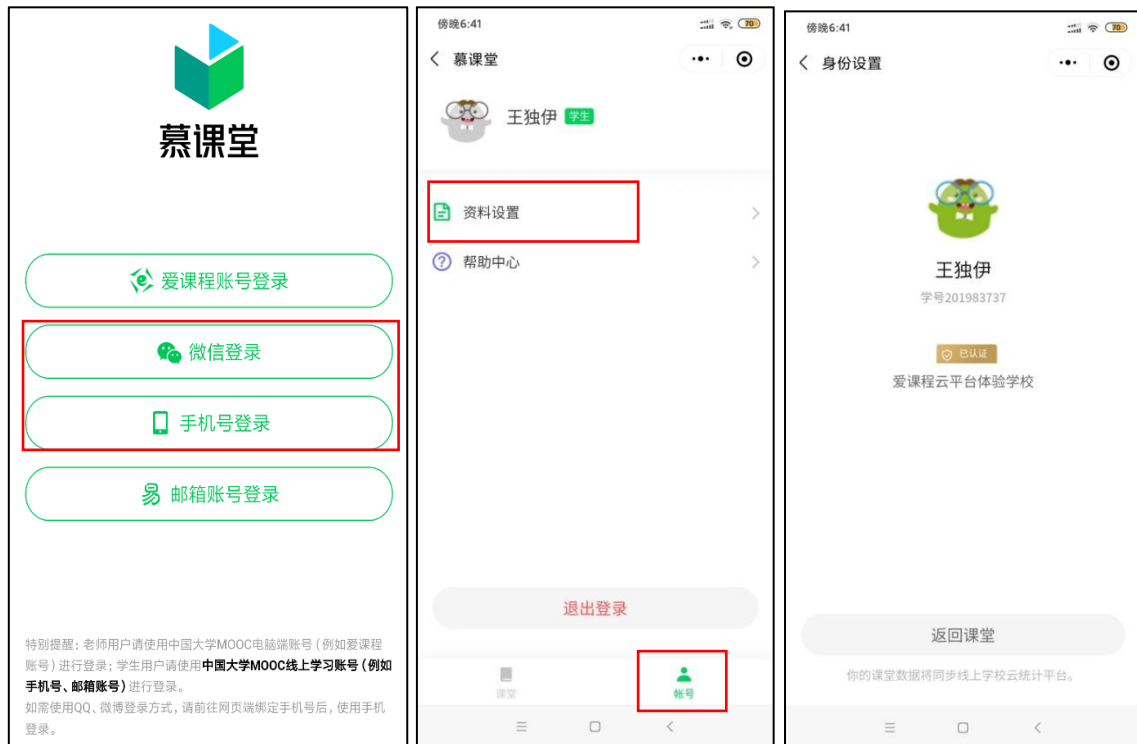 慕课堂
爱课程账号登录
微信登录
手机号登录
邮箱账号登录
特别提醒：老师用户请使用中国大学MOOC电脑端账号（例如爱课程
账号）进行登录；学生用户请使用中国大学MOOC线上学习账号（例如
手机号、邮箱账号）进行登录。
如需使用QQ、微博登录方式，请前往网页端绑定手机号后，使用手机
登录。
傍晚6:41
70
慕课堂
王独伊 学生
资料设置
帮助中心
退出登录
课堂
帐号
傍晚6:41
70
身份设置
王独伊
学号201983737
已认证
爱课程云平台体验学校
返回课堂
你的课堂数据将同步线上学校云统计平台。